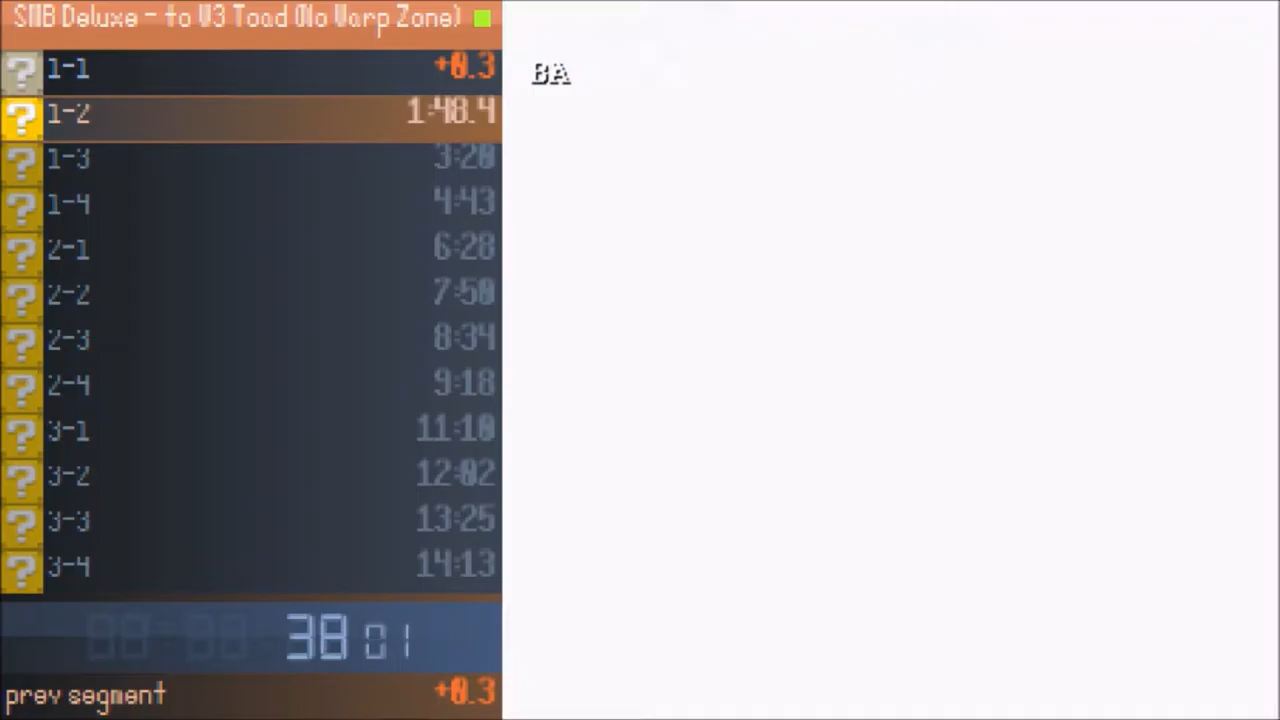 SMB Deluxe - to W3 Toad (No Warp Zone)
? 1-1 +0.3
? 1-2 1:48.4
? 1-3 3:20
? 1-4 4:43
? 2-1 6:28
? 2-2 7:50
? 2-3 8:34
? 2-4 9:18
? 3-1 11:10
? 3-2 12:02
? 3-3 13:25
? 3-4 14:13
38 01
prev segment +0.3
BA